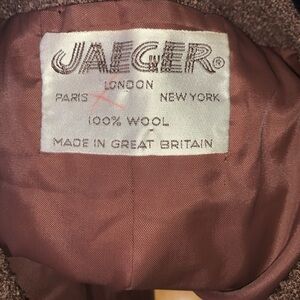 JAEGER®
LONDON
PARIS NEW YORK
100% WOOL
MADE IN GREAT BRITAIN